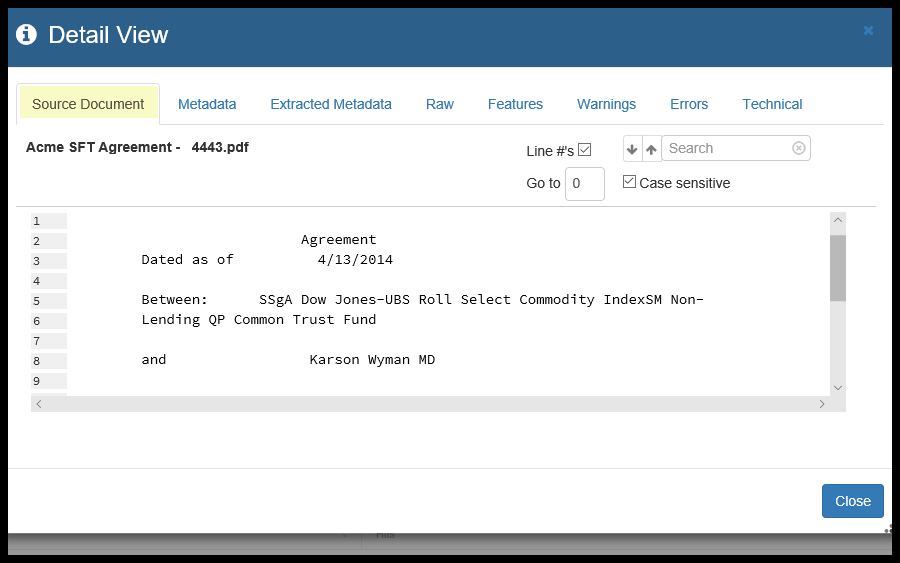 Detail View
Source Document Metadata Extracted Metadata Raw Features Warnings Errors Technical
Acme SFT Agreement - 4443.pdf
Line #'s Search
Go to 0 Case sensitive
1
2 Agreement
3 Dated as of 4/13/2014
4
5 Between: SSgA Dow Jones-UBS Roll Select Commodity IndexSM Non-
6 Lending QP Common Trust Fund
7
8 and Karson Wyman MD
9
Close